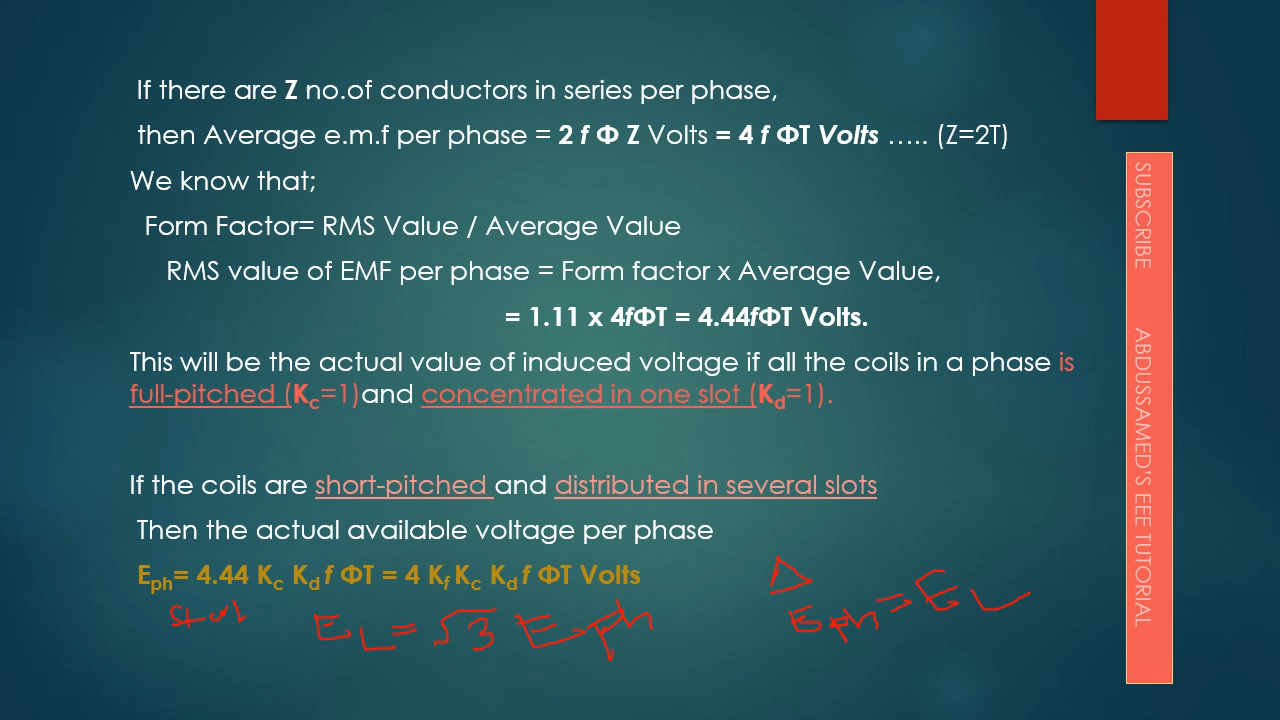 If there are Z no.of conductors in series per phase,
then Average e.m.f per phase = 2 f Φ Z Volts = 4 f ΦT Volts ….. (Z=2T)
We know that;
Form Factor= RMS Value / Average Value
RMS value of EMF per phase = Form factor x Average Value,
= 1.11 x 4fΦT = 4.44fΦT Volts.
This will be the actual value of induced voltage if all the coils in a phase is
full-pitched (Kc=1)and concentrated in one slot (Kd=1).
If the coils are short-pitched and distributed in several slots
Then the actual available voltage per phase
Eph= 4.44 Kc Kd f ΦT = 4 Kf Kc Kd f ΦT Volts
EL = √3 Eph
Δ
Eph = EL
SUBSCRIBE ABDUSSAMED'S EEE TUTORIAL